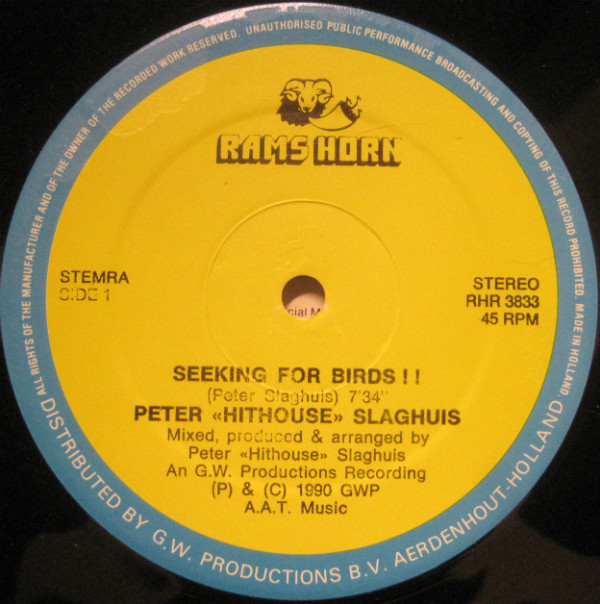 ALL RIGHTS OF THE MANUFACTURER AND OF THE OWNER OF THE RECORDED WORK RESERVED. UNAUTHORISED PUBLIC PERFORMANCE BROADCASTING AND COPYING OF THIS RECORD PROHIBITED. MADE IN HOLLAND
RAMS HORN
STEMRA
SIDE 1
STEREO
RHR 3833
45 RPM
cial M
SEEKING FOR BIRDS ! !
(Peter Slaghuis) 7'34"
PETER «HITHOUSE» SLAGHUIS
Mixed, produced & arranged by
Peter «Hithouse» Slaghuis
An G.W. Productions Recording
(P) & (C) 1990 GWP
A.A.T. Music
DISTRIBUTED BY G.W. PRODUCTIONS B.V. AERDENHOUT-HOLLAND